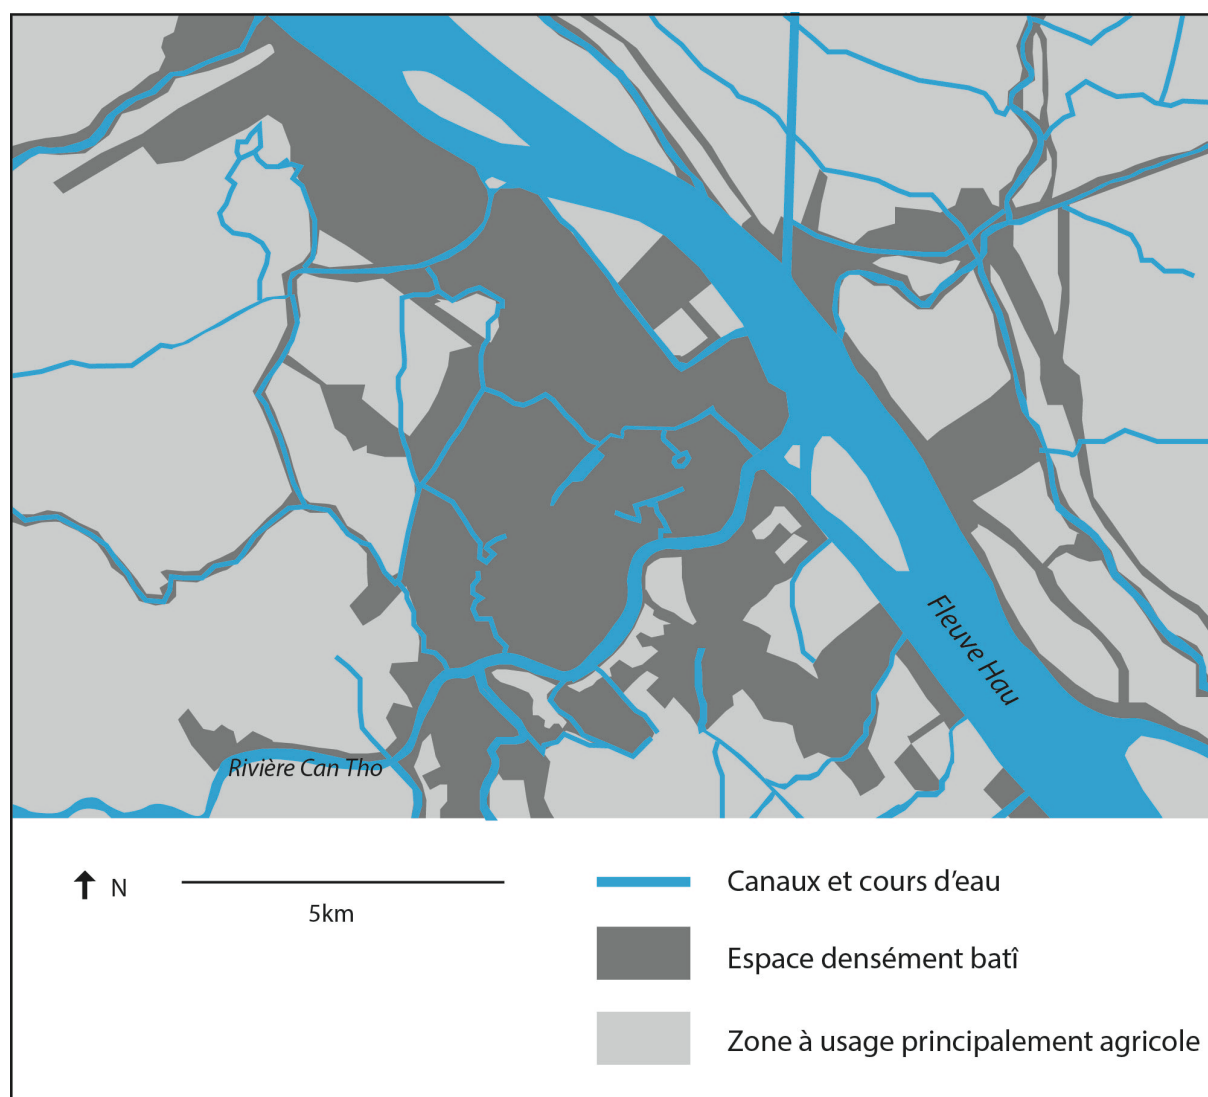 Fleuve Hau
Rivière Can Tho
N
5km
Canaux et cours d’eau
Espace densément batî
Zone à usage principalement agricole